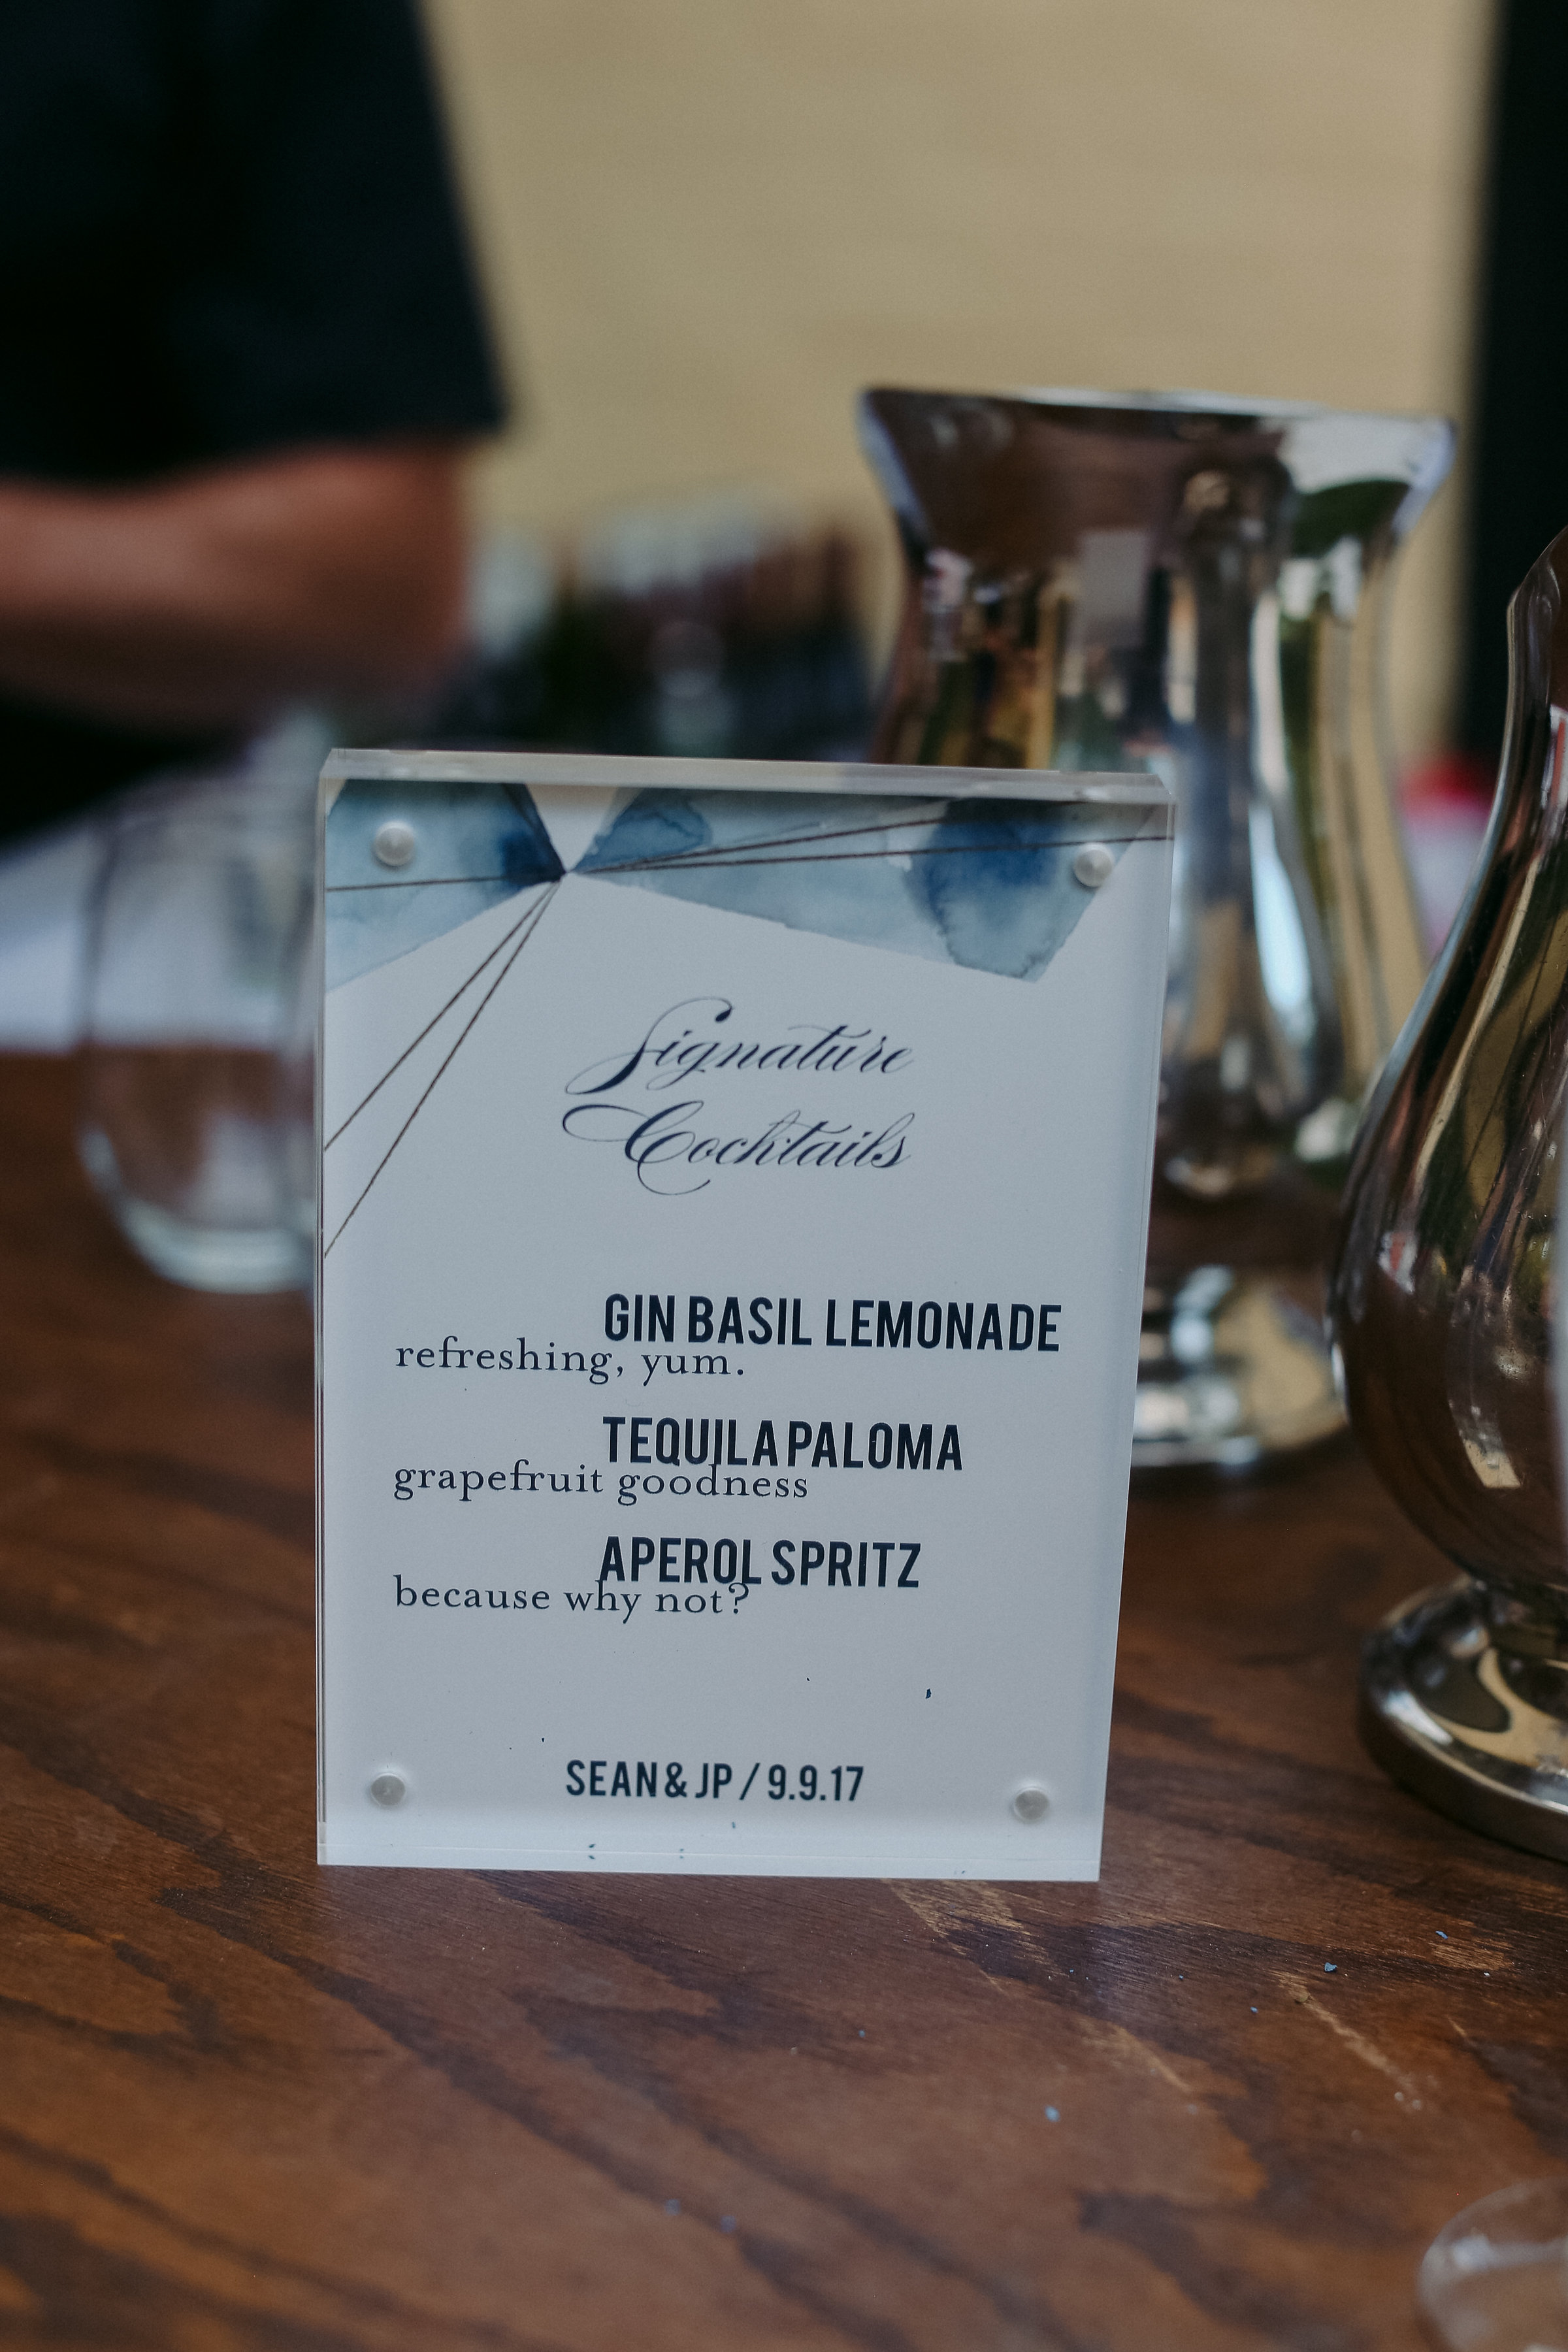 Signature
Cocktails
GIN BASIL LEMONADE
refreshing, yum.
TEQUILA PALOMA
grapefruit goodness
APEROL SPRITZ
because why not?
SEAN & JP / 9.9.17